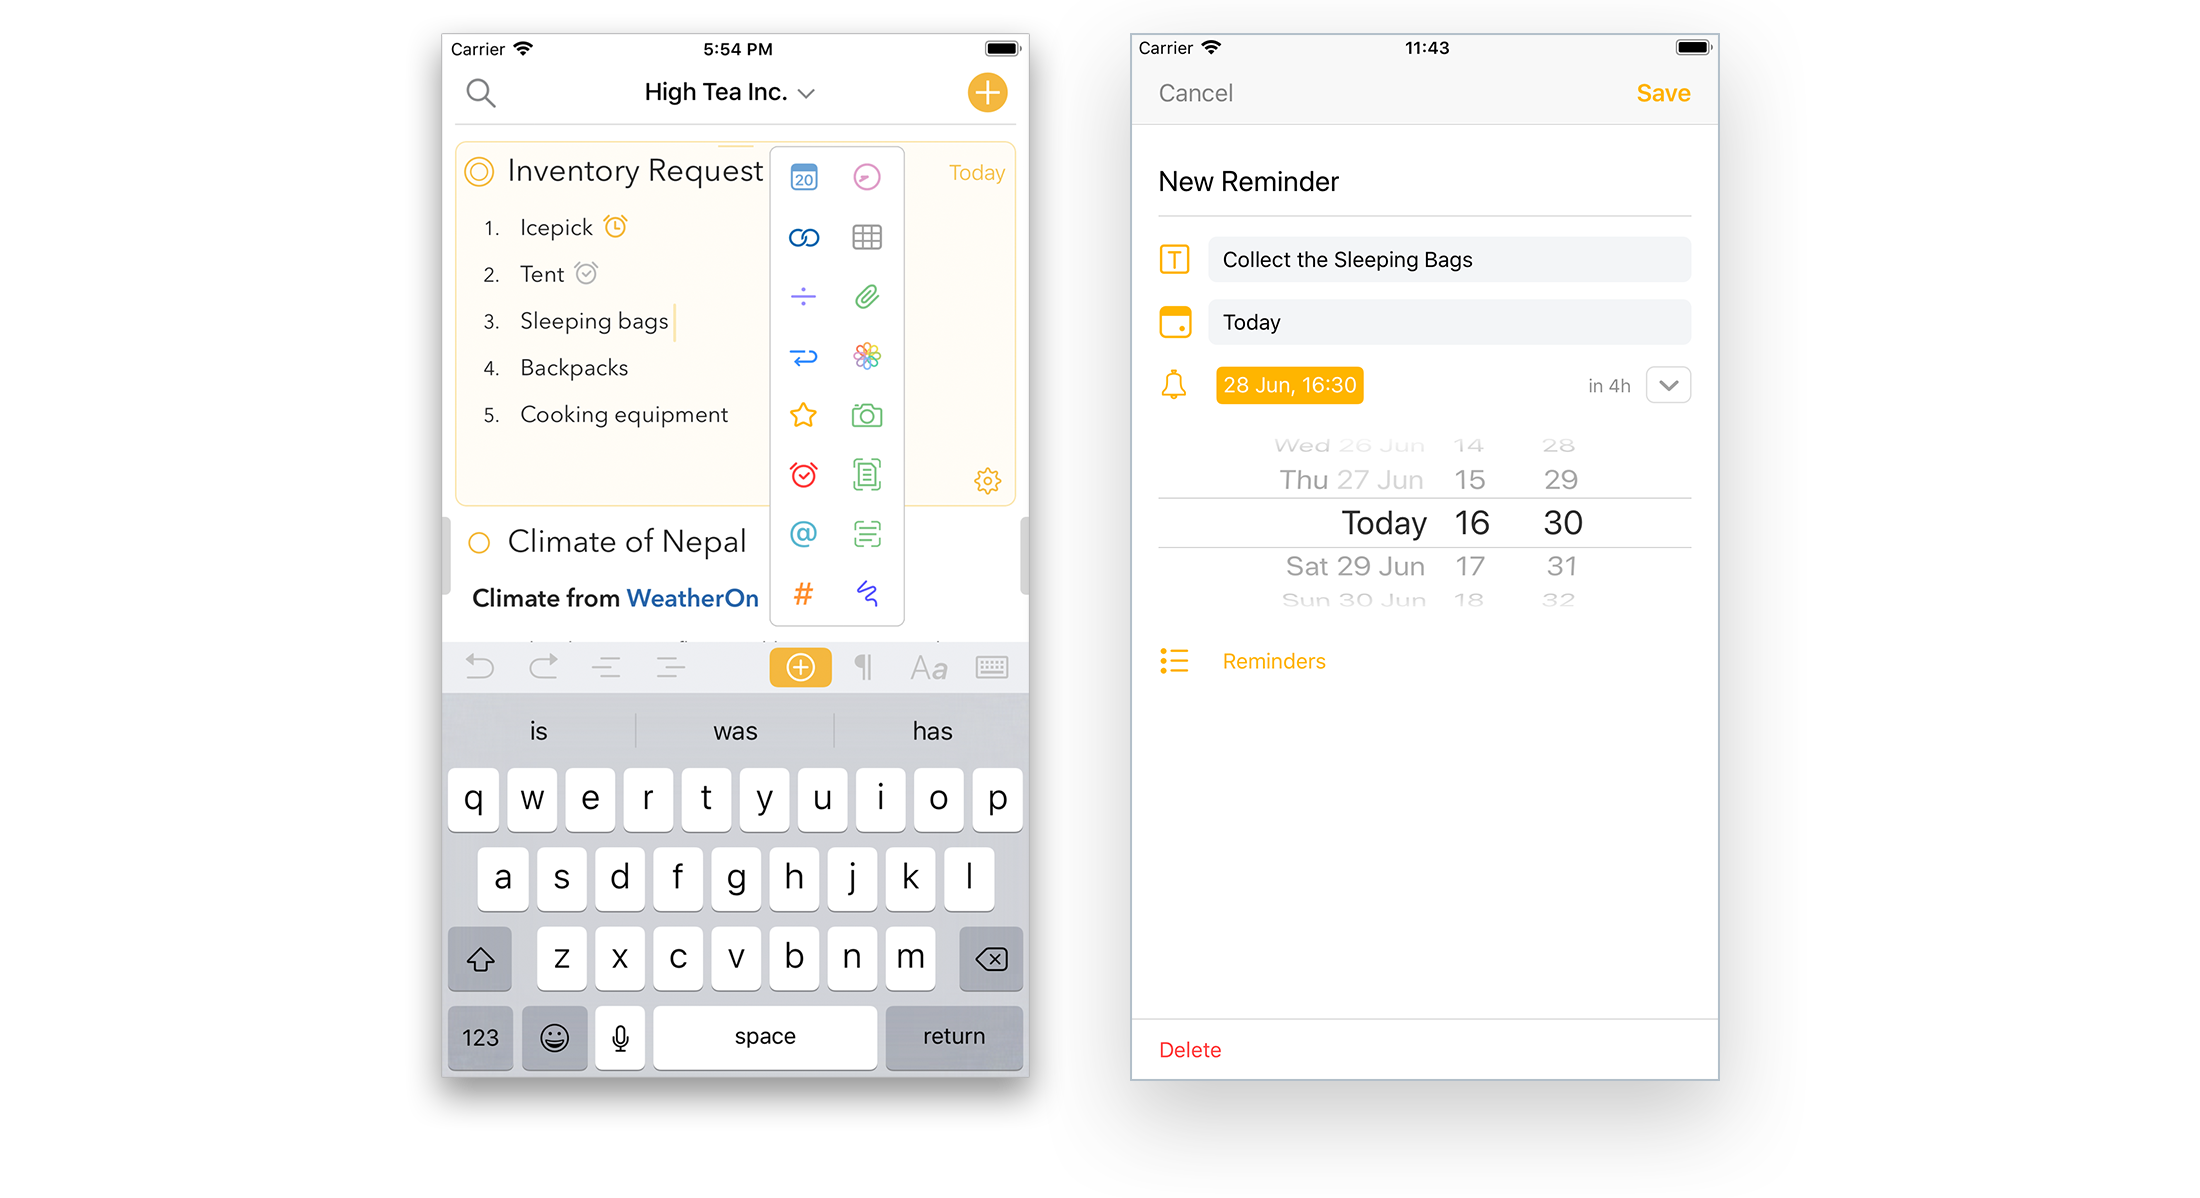 Carrier 5:54 PM
High Tea Inc.
Inventory Request Today
20
1. Icepick
2. Tent
3. Sleeping bags
4. Backpacks
5. Cooking equipment
@
#
Climate of Nepal
Climate from WeatherOn
¶ Aa
is was has
q w e r t y u i o p
a s d f g h j k l
z x c v b n m
123 space return
Carrier 11:43
Cancel Save
New Reminder
T Collect the Sleeping Bags
Today
28 Jun, 16:30 in 4h
Wed 26 Jun 14 28
Thu 27 Jun 15 29
Today 16 30
Sat 29 Jun 17 31
Sun 30 Jun 18 32
Reminders
Delete